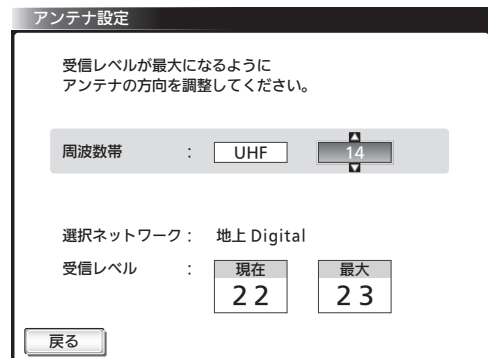 アンテナ設定
受信レベルが最大になるように
アンテナの方向を調整してください。
周波数帯 : UHF 14
選択ネットワーク : 地上 Digital
受信レベル : 現在 最大
22 23
戻る